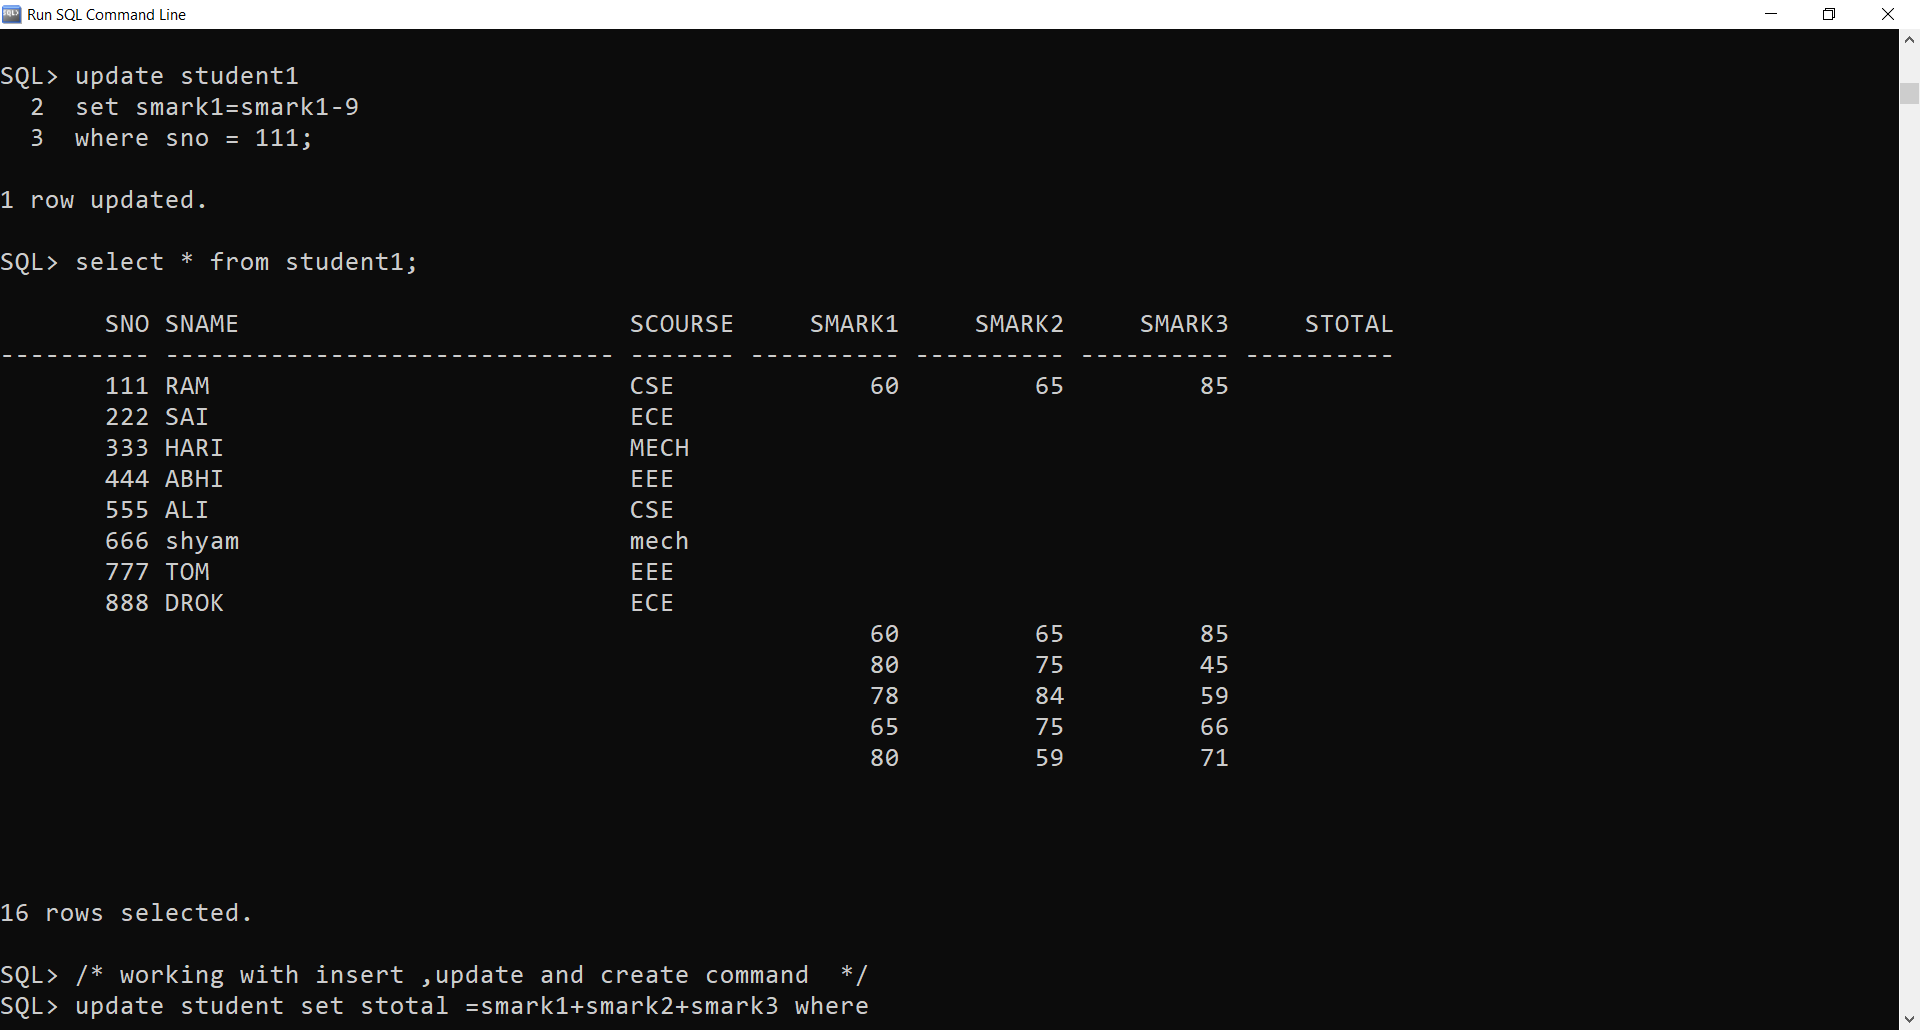 Run SQL Command Line
SQL> update student1
  2  set smark1=smark1-9
  3  where sno = 111;
1 row updated.
SQL> select * from student1;
       SNO SNAME                          SCOURSE     SMARK1     SMARK2     SMARK3     STOTAL
---------- ------------------------------ ------- ---------- ---------- ---------- ----------
       111 RAM                            CSE             60         65         85
       222 SAI                            ECE
       333 HARI                           MECH
       444 ABHI                           EEE
       555 ALI                            CSE
       666 shyam                          mech
       777 TOM                            EEE
       888 DROK                           ECE
                                                          60         65         85
                                                          80         75         45
                                                          78         84         59
                                                          65         75         66
                                                          80         59         71
16 rows selected.
SQL> /* working with insert ,update and create command  */
SQL> update student set stotal =smark1+smark2+smark3 where